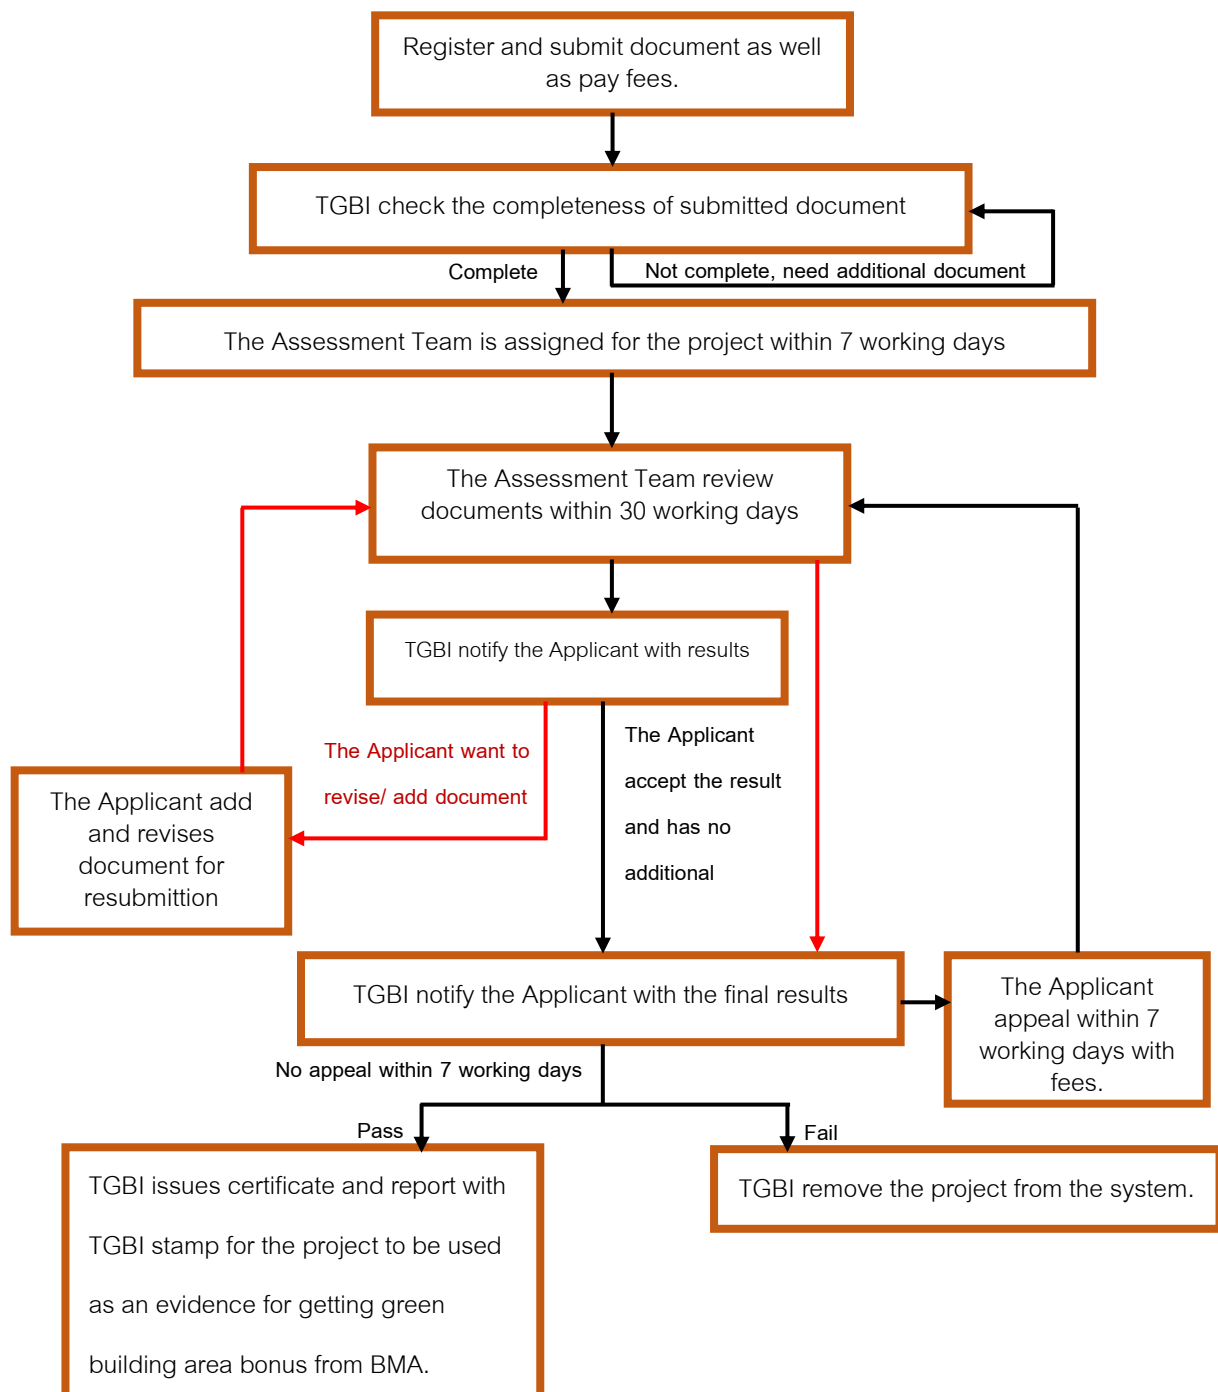 Register and submit document as well
as pay fees.
TGBI check the completeness of submitted document
Complete
Not complete, need additional document
The Assessment Team is assigned for the project within 7 working days
The Assessment Team review
documents within 30 working days
TGBI notify the Applicant with results
The Applicant want to
revise/ add document
The Applicant
accept the result
and has no
additional
The Applicant add
and revises
document for
resubmittion
TGBI notify the Applicant with the final results
The Applicant
appeal within 7
working days with
fees.
No appeal within 7 working days
Pass
Fail
TGBI issues certificate and report with
TGBI stamp for the project to be used
as an evidence for getting green
building area bonus from BMA.
TGBI remove the project from the system.